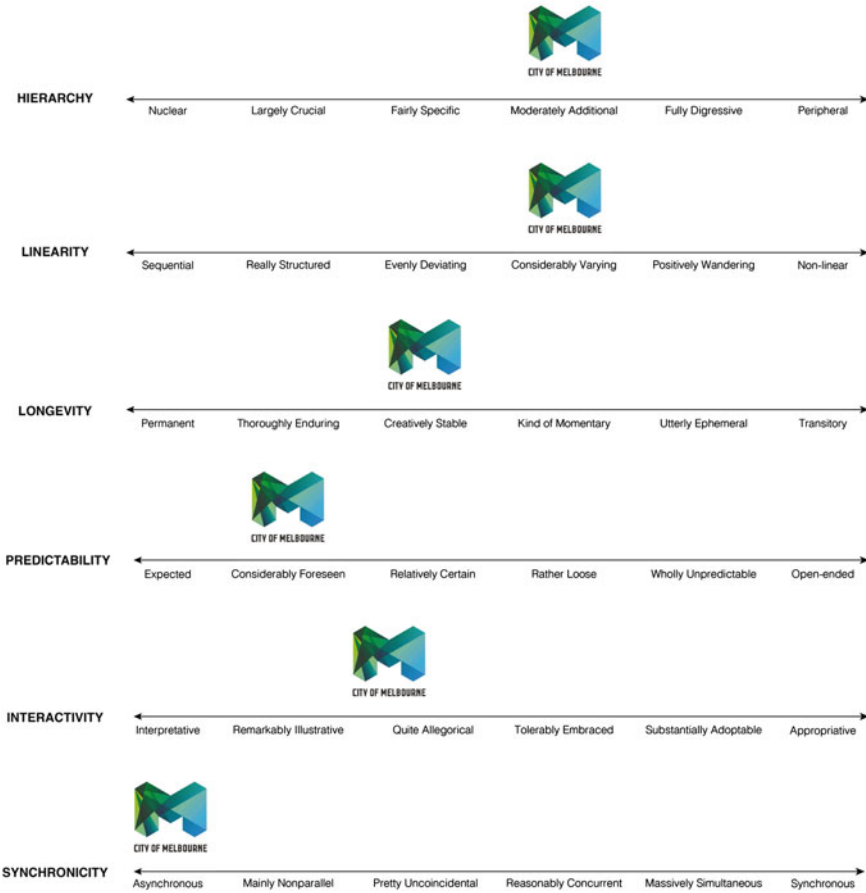 CITY OF MELBOURNE
HIERARCHY
Nuclear Largely Crucial Fairly Specific Moderately Additional Fully Digressive Peripheral
CITY OF MELBOURNE
LINEARITY
Sequential Really Structured Evenly Deviating Considerably Varying Positively Wandering Non-linear
CITY OF MELBOURNE
LONGEVITY
Permanent Thoroughly Enduring Creatively Stable Kind of Momentary Utterly Ephemeral Transitory
CITY OF MELBOURNE
PREDICTABILITY
Expected Considerably Foreseen Relatively Certain Rather Loose Wholly Unpredictable Open-ended
CITY OF MELBOURNE
INTERACTIVITY
Interpretative Remarkably Illustrative Quite Allegorical Tolerably Embraced Substantially Adoptable Appropriative
CITY OF MELBOURNE
SYNCHRONICITY
Asynchronous Mainly Nonparallel Pretty Uncoincidental Reasonably Concurrent Massively Simultaneous Synchronous